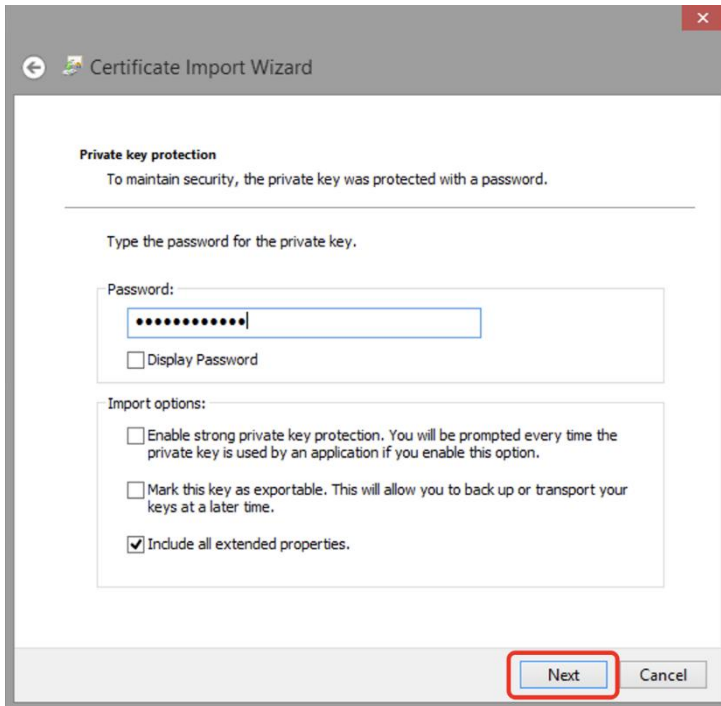 Certificate Import Wizard
Private key protection
To maintain security, the private key was protected with a password.
Type the password for the private key.
Password:
••••••••••••
Display Password
Import options:
Enable strong private key protection. You will be prompted every time the
private key is used by an application if you enable this option.
Mark this key as exportable. This will allow you to back up or transport your
keys at a later time.
Include all extended properties.
Next Cancel